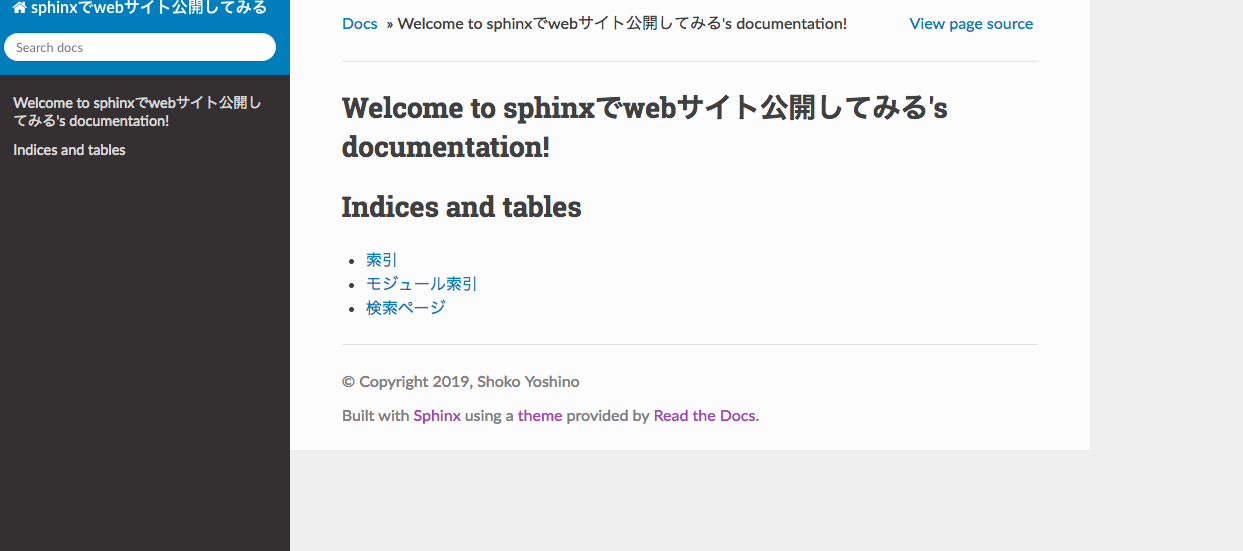 sphinxでwebサイト公開してみる
Search docs
Welcome to sphinxでwebサイト公開し
てみる's documentation!
Indices and tables
Docs » Welcome to sphinxでwebサイト公開してみる's documentation!
View page source
Welcome to sphinxでwebサイト公開してみる's
documentation!
Indices and tables
索引
モジュール索引
検索ページ
© Copyright 2019, Shoko Yoshino
Built with Sphinx using a theme provided by Read the Docs.